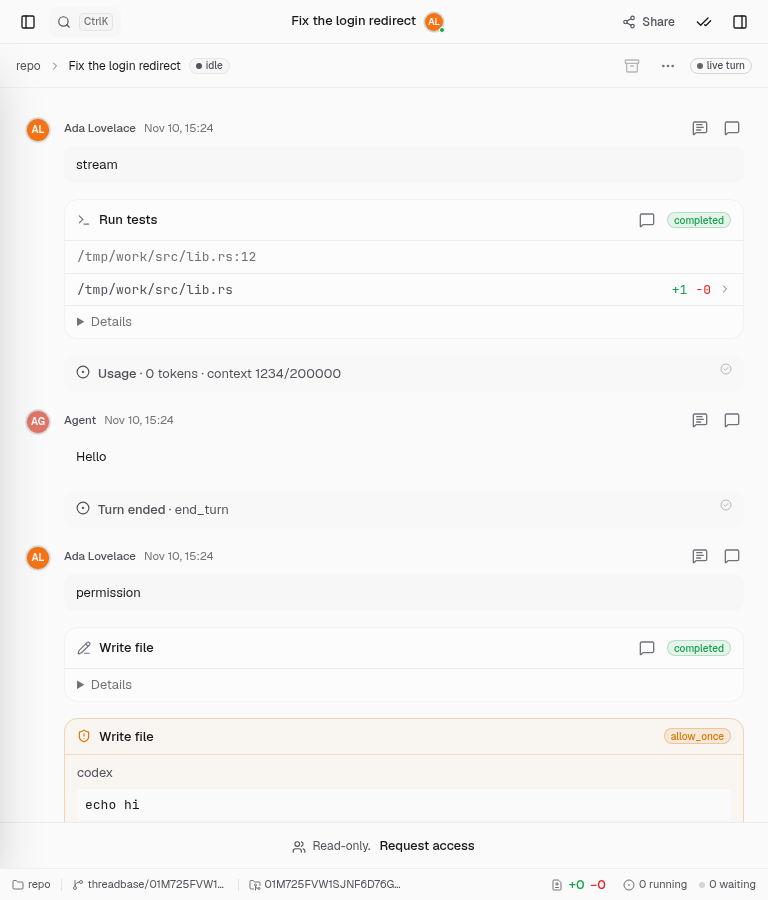 CtrlK Fix the login redirect AL Share
repo Fix the login redirect idle live turn
AL Ada Lovelace Nov 10, 15:24
stream
Run tests completed
/tmp/work/src/lib.rs:12
/tmp/work/src/lib.rs +1 -0
Details
Usage · 0 tokens · context 1234/200000
AG Agent Nov 10, 15:24
Hello
Turn ended · end_turn
AL Ada Lovelace Nov 10, 15:24
permission
Write file completed
Details
Write file allow_once
codex
echo hi
Read-only. Request access
repo threadbase/01M725FVW1... 01M725FVW1SJNF6D76G... +0 −0 0 running 0 waiting